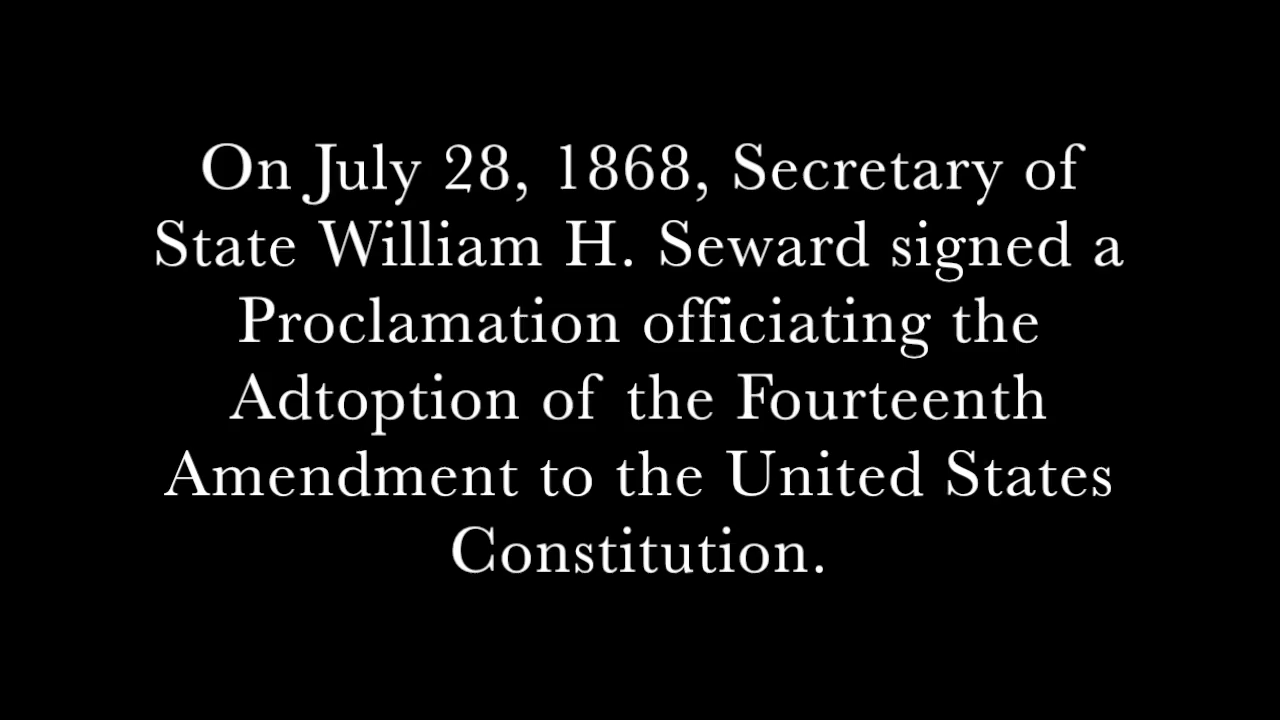 On July 28, 1868, Secretary of
State William H. Seward signed a
Proclamation officiating the
Adtoption of the Fourteenth
Amendment to the United States
Constitution.